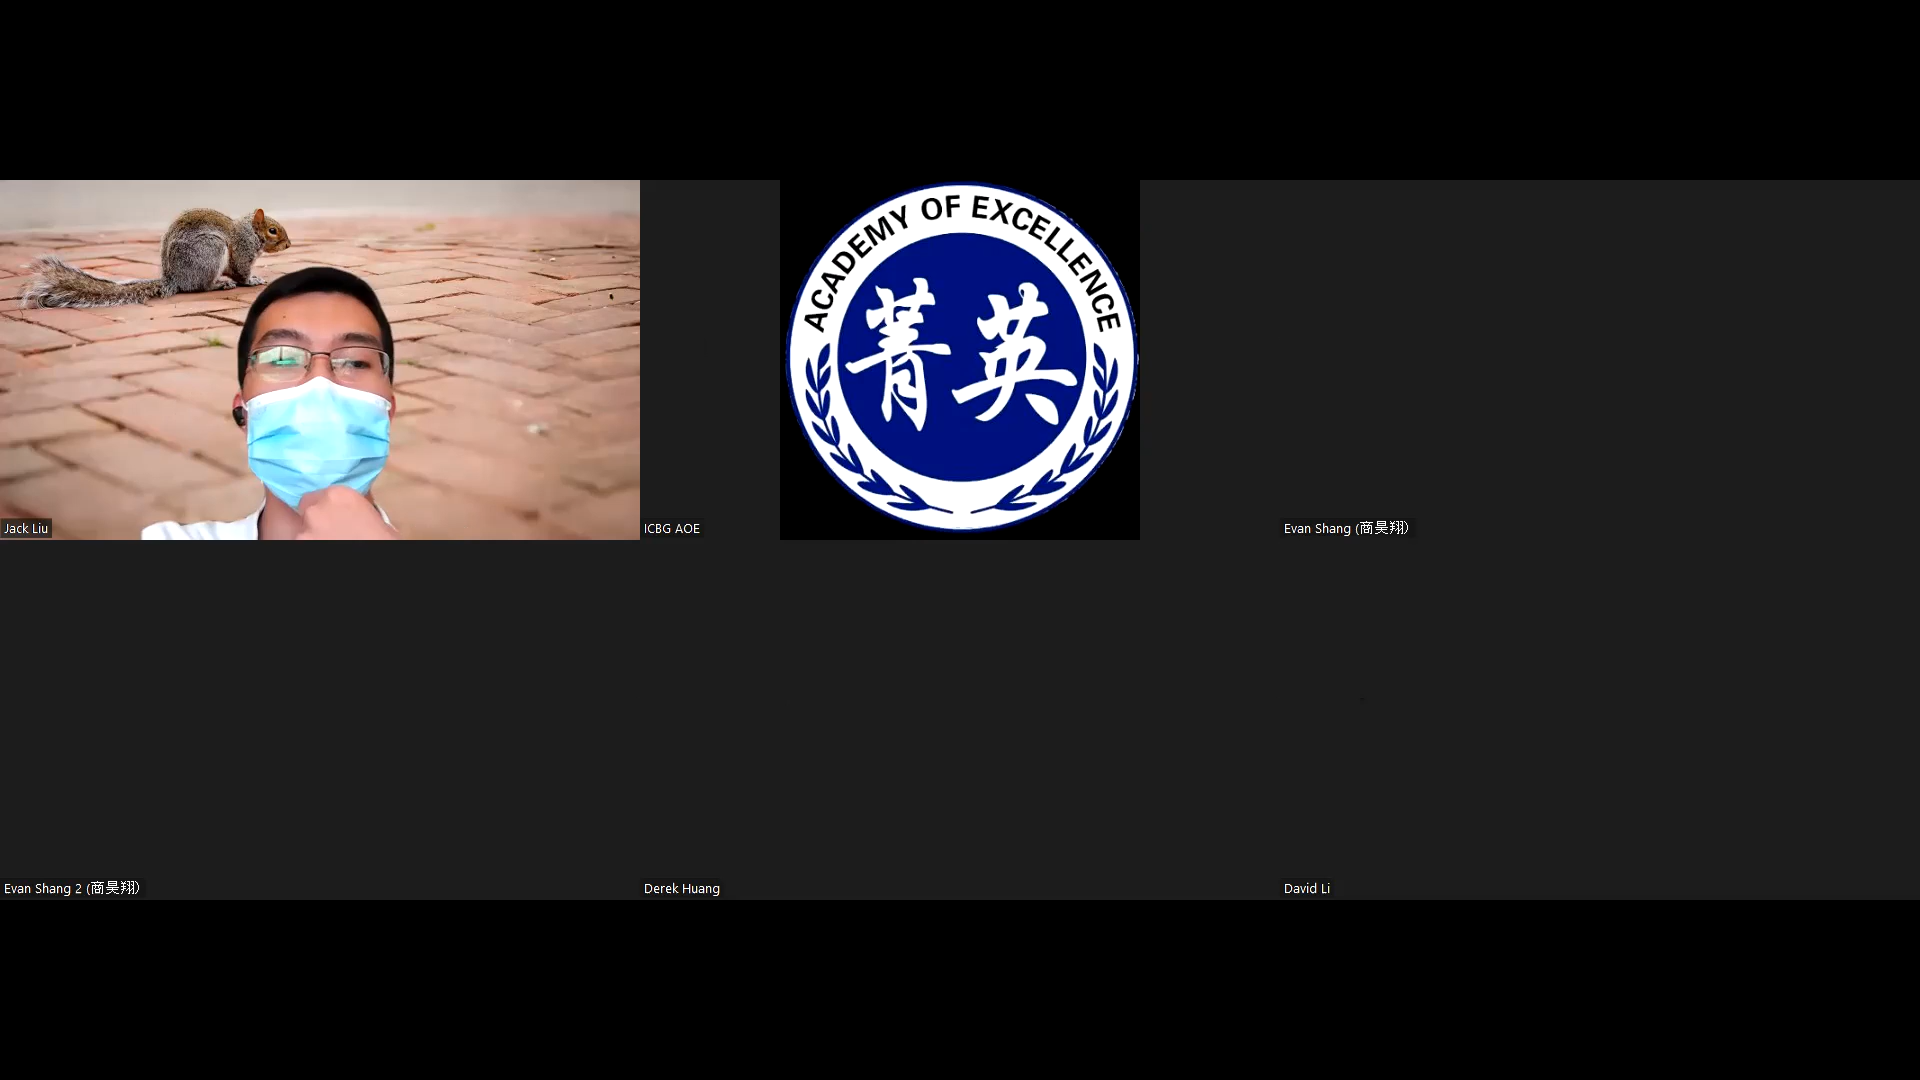 ACADEMY OF EXCELLENCE
菁英
Jack Liu
ICBG AOE
Evan Shang (商昊翔)
Evan Shang 2 (商昊翔)
Derek Huang
David Li